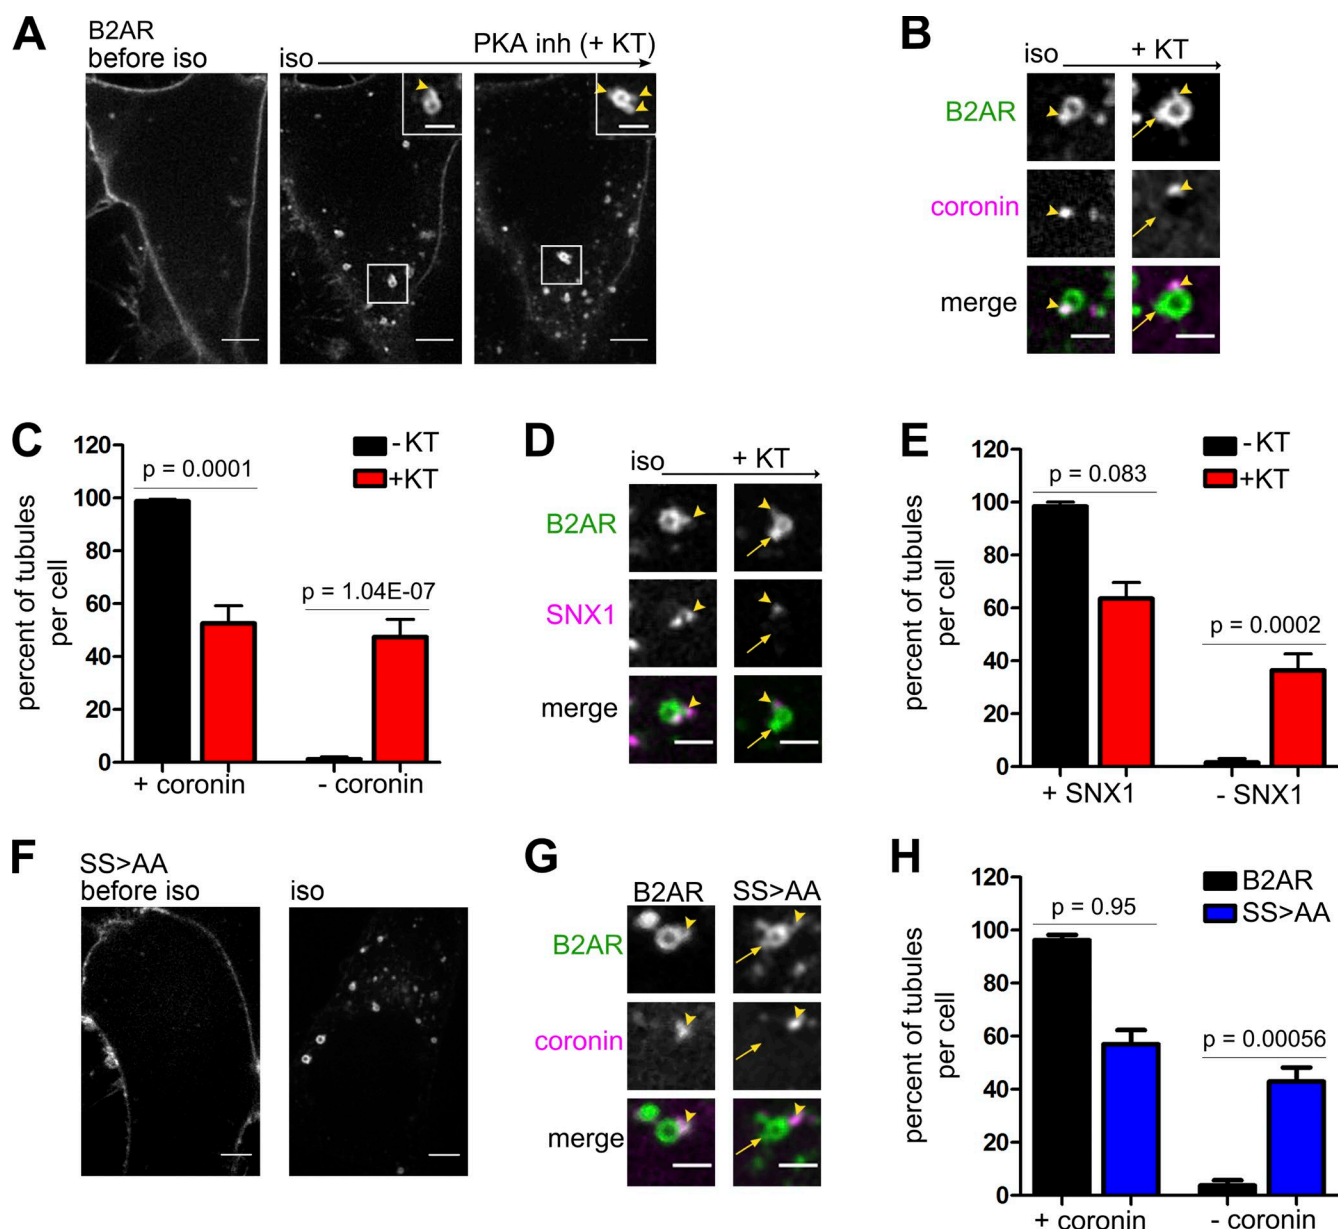 A
B2AR
before iso
iso
PKA inh (+ KT)
B
iso
+ KT
B2AR
coronin
merge
C
120
100
80
60
40
20
0
percent of tubules
per cell
- KT
+KT
p = 0.0001
p = 1.04E-07
+ coronin
- coronin
D
iso
+ KT
B2AR
SNX1
merge
E
120
100
80
60
40
20
0
percent of tubules
per cell
- KT
+KT
p = 0.083
p = 0.0002
+ SNX1
- SNX1
F
SS>AA
before iso
iso
G
B2AR
SS>AA
B2AR
coronin
merge
H
120
100
80
60
40
20
0
percent of tubules
per cell
B2AR
SS>AA
p = 0.95
p = 0.00056
+ coronin
- coronin